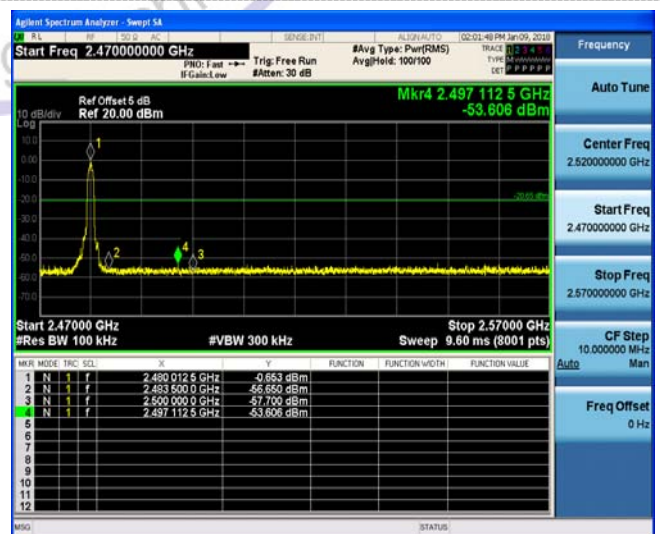 Agilent Spectrum Analyzer - Swept SA
RL RF 50 Ω AC SENSE:INT ALIGN AUTO 02:01:48 PM Jan 09, 2018
Start Freq 2.470000000 GHz
PNO: Fast
IFGain:Low
Trig: Free Run
#Atten: 30 dB
#Avg Type: Pwr(RMS)
Avg|Hold: 100/100
TRACE 1 2 3 4 5 6
TYPE
DET P P P P P P
Ref Offset 5 dB
10 dB/div Ref 20.00 dBm
Log
Mkr4 2.497 112 5 GHz
-53.606 dBm
10.0
0.00
-10.0
-20.0
-30.0
-40.0
-50.0
-60.0
-70.0
1
2
4
3
Start 2.47000 GHz
Stop 2.57000 GHz
#Res BW 100 kHz
#VBW 300 kHz
Sweep 9.60 ms (8001 pts)
MKR MODE TRC SCL X Y FUNCTION FUNCTION WIDTH FUNCTION VALUE
1 N 1 f 2.480 012 5 GHz -0.653 dBm
2 N 1 f 2.483 500 0 GHz -56.650 dBm
3 N 1 f 2.500 000 0 GHz -57.700 dBm
4 N 1 f 2.497 112 5 GHz -53.606 dBm
5
6
7
8
9
10
11
12
MSG STATUS
Frequency
Auto Tune
Center Freq
2.520000000 GHz
Start Freq
2.470000000 GHz
Stop Freq
2.570000000 GHz
CF Step
10.000000 MHz
Auto Man
Freq Offset
0 Hz